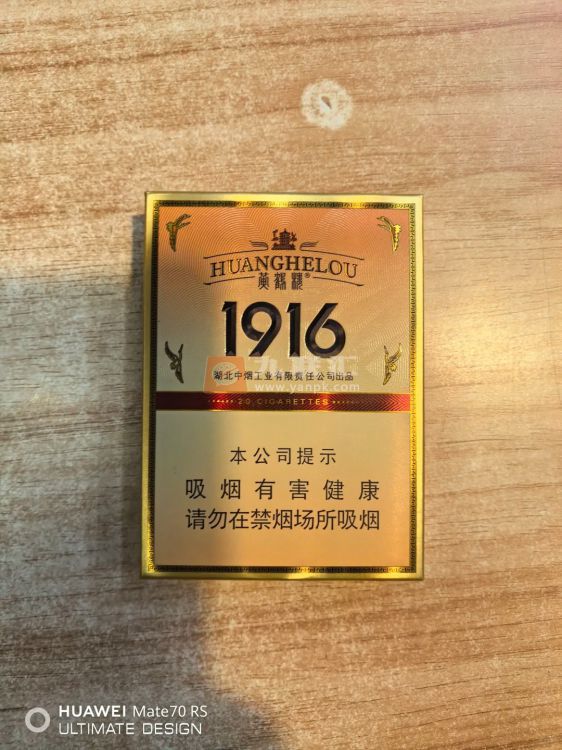 HUANGHELOU
黄鹤楼®
1916
湖北中烟工业有限责任公司出品
www.yanpk.com
20 CIGARETTES
本公司提示
吸烟有害健康
请勿在禁烟场所吸烟
HUAWEI Mate70 RS
ULTIMATE DESIGN